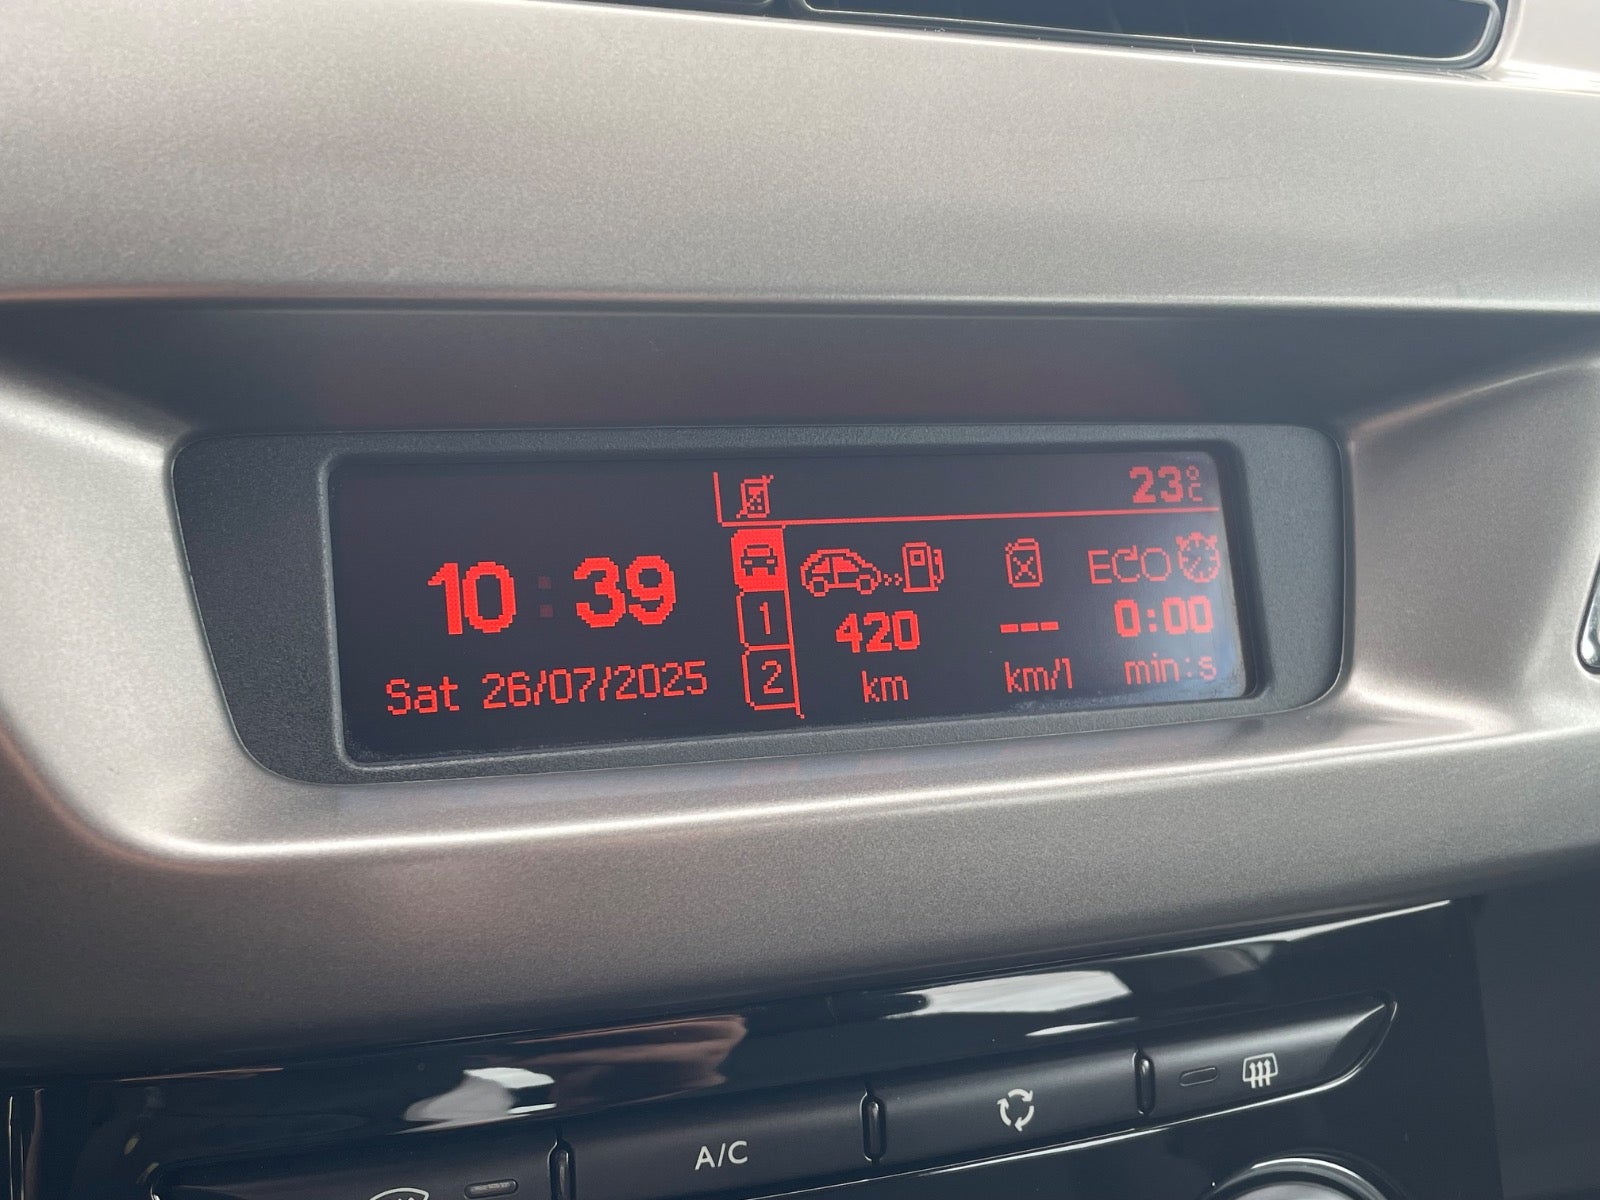 23°C
10:39
Sat 26/07/2025
1
2
ECO
420 --- 0:00
km km/l min:s
A/C